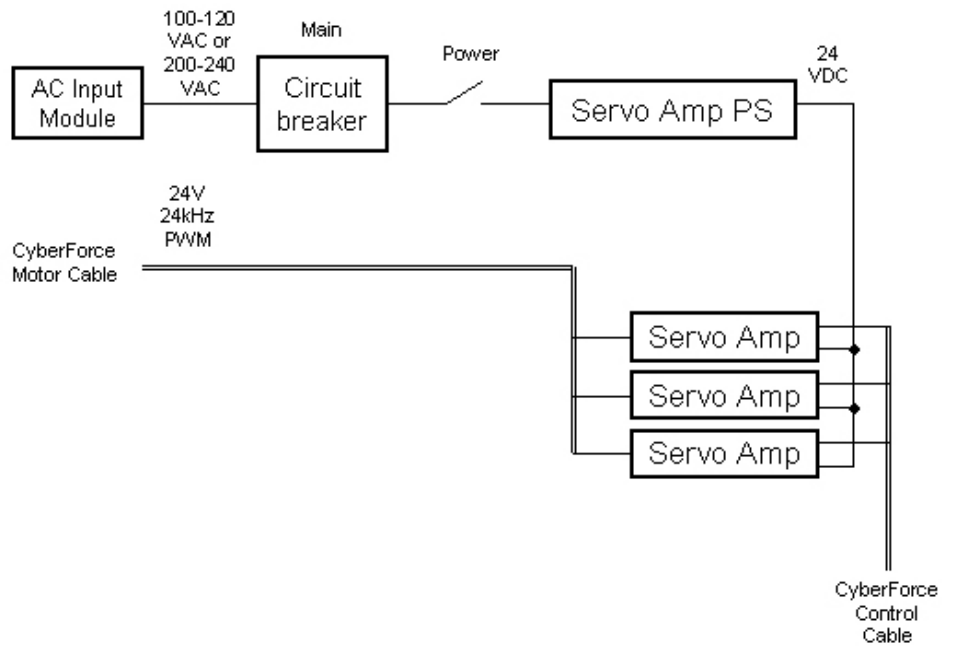 100-120
VAC or
200-240
VAC
Main
Power
24
VDC
AC Input
Module
Circuit
breaker
Servo Amp PS
24V
24kHz
PWM
CyberForce
Motor Cable
Servo Amp
Servo Amp
Servo Amp
CyberForce
Control
Cable